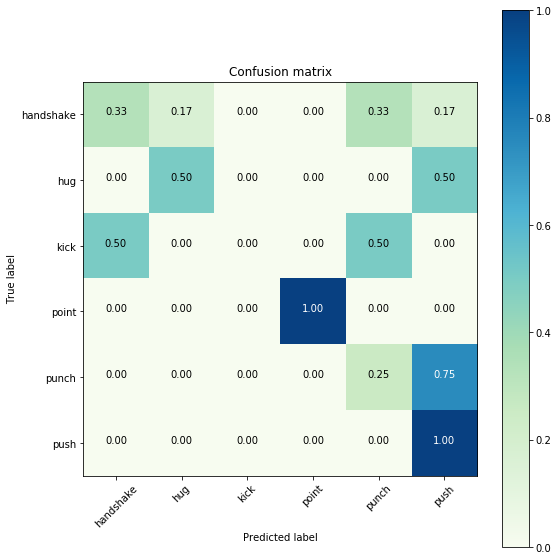 Confusion matrix
True label
handshake 0.33 0.17 0.00 0.00 0.33 0.17
hug 0.00 0.50 0.00 0.00 0.00 0.50
kick 0.50 0.00 0.00 0.00 0.50 0.00
point 0.00 0.00 0.00 1.00 0.00 0.00
punch 0.00 0.00 0.00 0.00 0.25 0.75
push 0.00 0.00 0.00 0.00 0.00 1.00
handshake hug kick point punch push
Predicted label
1.0
0.8
0.6
0.4
0.2
0.0